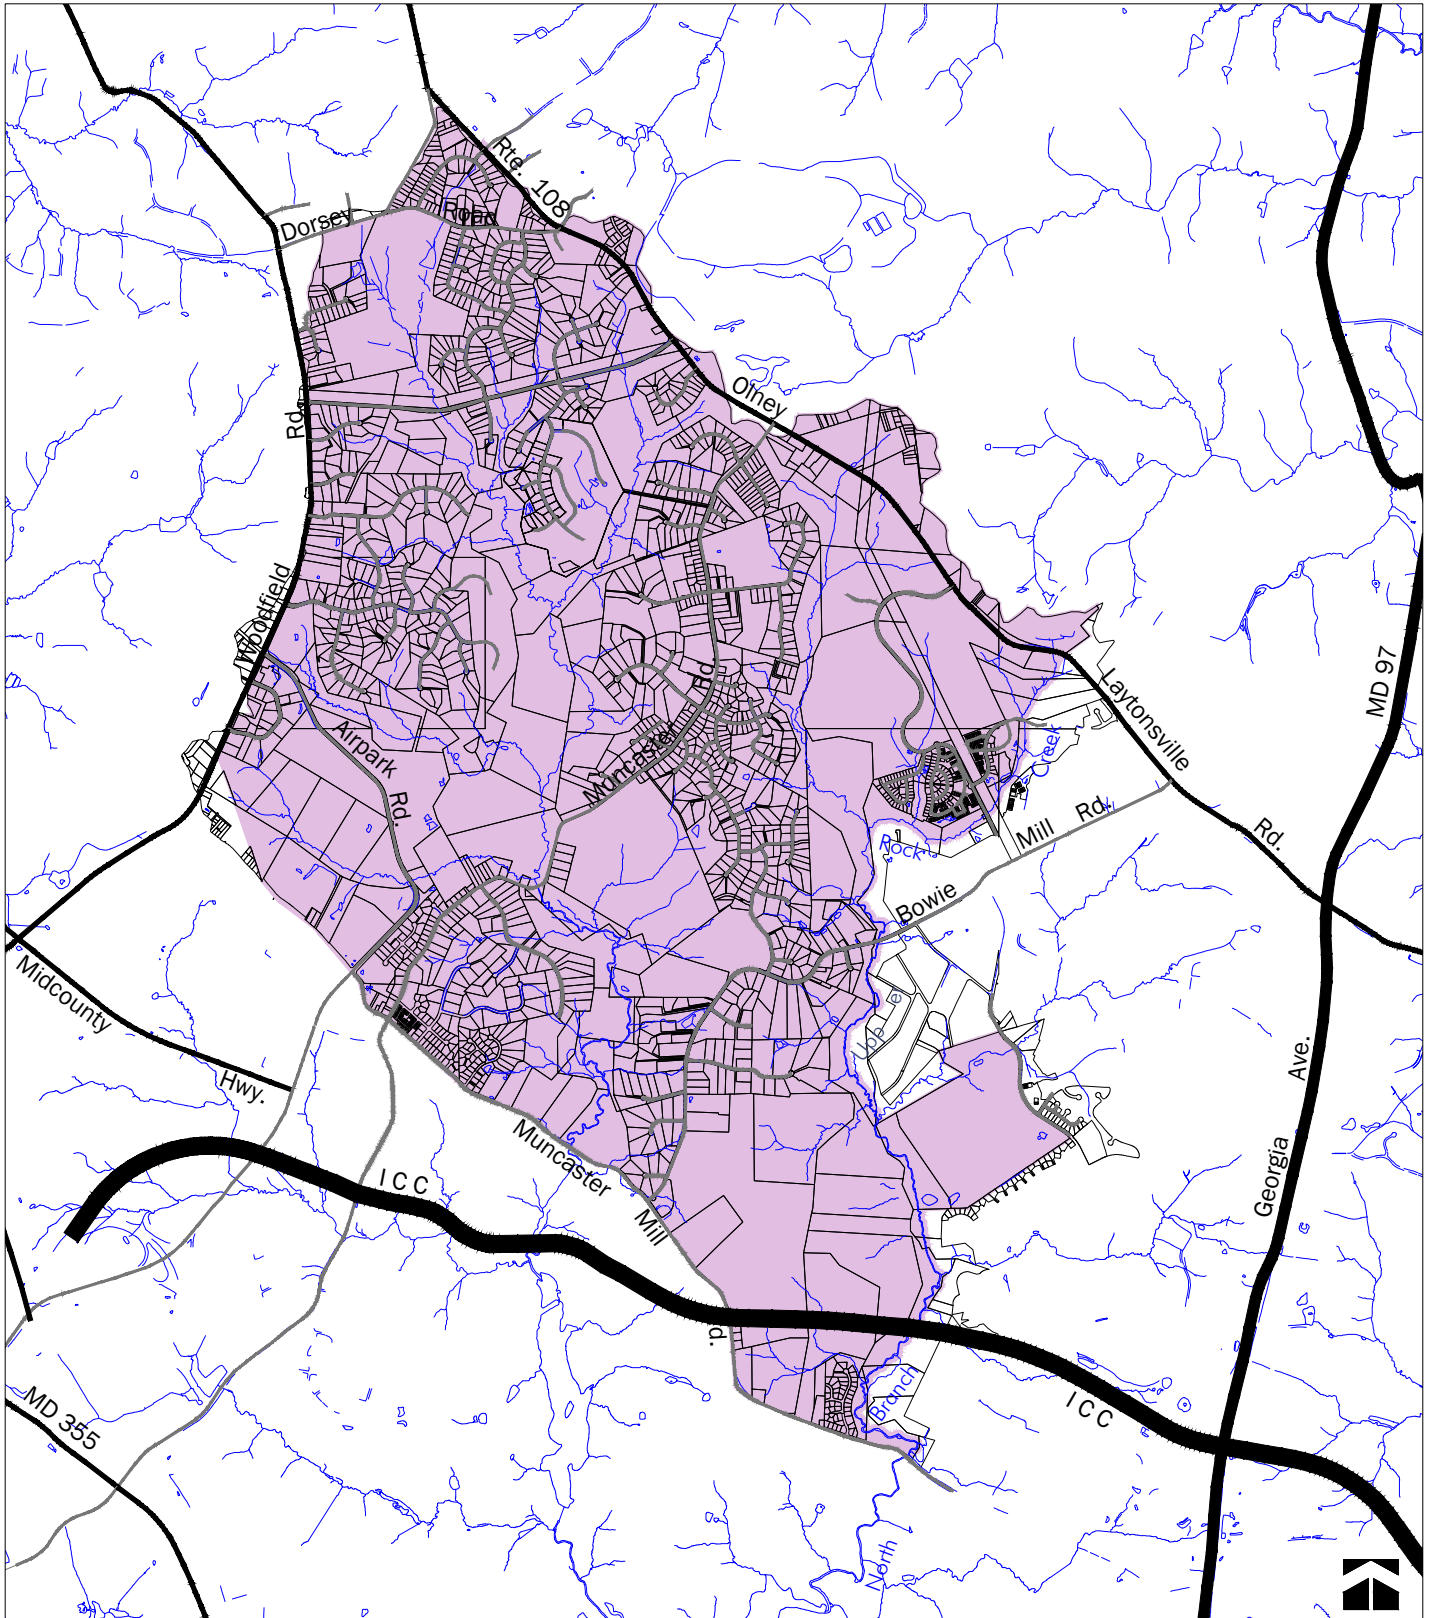 Rte. 108
Dorsey
Road
Olney
Rd.
Woodfield
MD 97
Laytonsville
Rd.
Creek
Airpark
Rd.
Muncaster
Rd.
Mill
Rock
Rd.
Bowie
Midcounty
Hwy.
Ave.
Georgia
Muncaster
Mill
ICC
MD 355
ICC
Branch
North